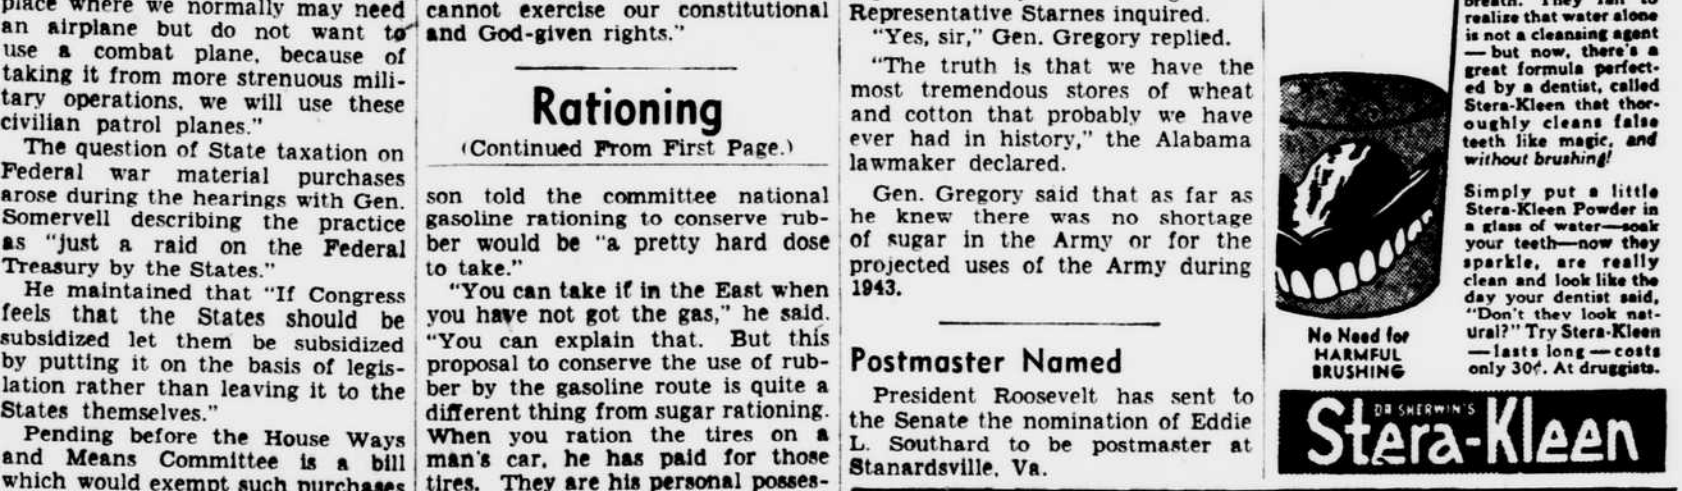 place where we normally may need
an airplane but do not want to
use a combat plane, because of
taking it from more strenuous mili-
tary operations, we will use these
civilian patrol planes."
The question of State taxation on
Federal war material purchases
arose during the hearings with Gen.
Somervell describing the practice
as "just a raid on the Federal
Treasury by the States."
He maintained that "If Congress
feels that the States should be
subsidized let them be subsidized
by putting it on the basis of legis-
lation rather than leaving it to the
States themselves."
Pending before the House Ways
and Means Committee is a bill
which would exempt such purchases
cannot exercise our constitutional
and God-given rights."
Rationing
(Continued From First Page.)
son told the committee national
gasoline rationing to conserve rub-
ber would be "a pretty hard dose
to take."
"You can take it in the East when
you have not got the gas," he said.
"You can explain that. But this
proposal to conserve the use of rub-
ber by the gasoline route is quite a
different thing from sugar rationing.
When you ration the tires on a
man's car, he has paid for those
tires. They are his personal posses-
Representative Starnes inquired.
"Yes, sir," Gen. Gregory replied.
"The truth is that we have the
most tremendous stores of wheat
and cotton that probably we have
ever had in history," the Alabama
lawmaker declared.
Gen. Gregory said that as far as
he knew there was no shortage
of sugar in the Army or for the
projected uses of the Army during
1943.
Postmaster Named
President Roosevelt has sent to
the Senate the nomination of Eddie
L. Southard to be postmaster at
Stanardsville, Va.
breath. They fail to
realize that water alone
is not a cleansing agent
—but now, there's a
great formula perfect-
ed by a dentist, called
Stera-Kleen that thor-
oughly cleans false
teeth like magic, and
without brushing!
Simply put a little
Stera-Kleen Powder in
a glass of water—soak
your teeth—now they
sparkle, are really
clean and look like the
day your dentist said,
"Don't they look nat-
ural?" Try Stera-Kleen
—lasts long—costs
only 30¢. At druggists.
No Need for
HARMFUL
BRUSHING
DR SHERWIN'S
Stera-Kleen